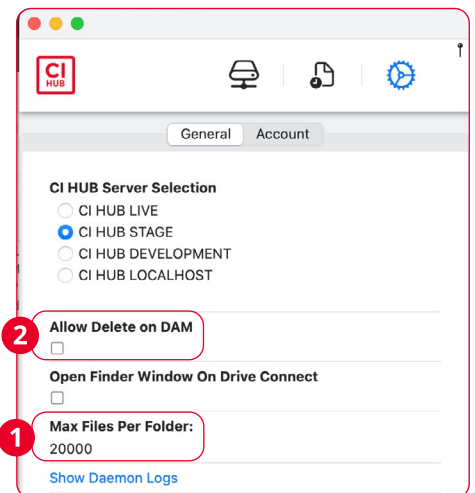 CI
HUB
General Account
CI HUB Server Selection
CI HUB LIVE
CI HUB STAGE
CI HUB DEVELOPMENT
CI HUB LOCALHOST
2
Allow Delete on DAM
Open Finder Window On Drive Connect
1
Max Files Per Folder:
20000
Show Daemon Logs